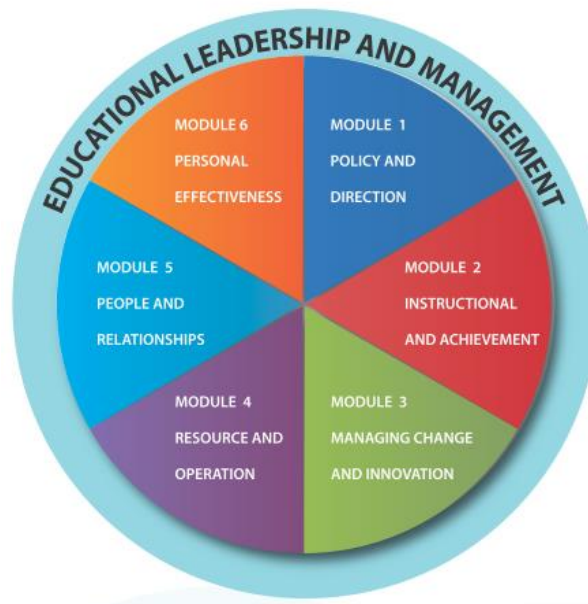 EDUCATIONAL LEADERSHIP AND MANAGEMENT
MODULE 6
PERSONAL
EFFECTIVENESS
MODULE 1
POLICY AND
DIRECTION
MODULE 5
PEOPLE AND
RELATIONSHIPS
MODULE 2
INSTRUCTIONAL
AND ACHIEVEMENT
MODULE 4
RESOURCE AND
OPERATION
MODULE 3
MANAGING CHANGE
AND INNOVATION